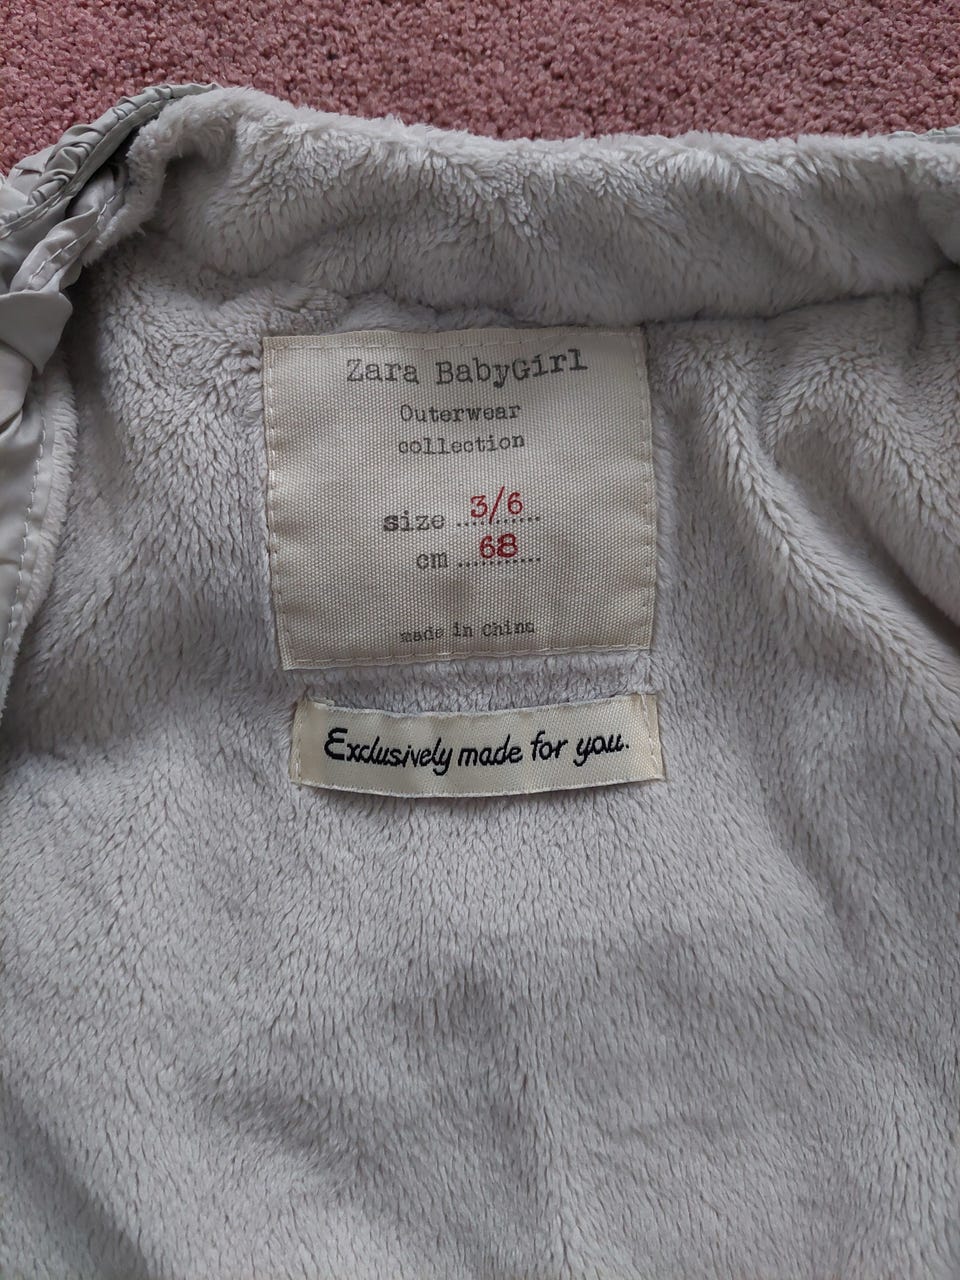 Zara BabyGirl
Outerwear
collection
size ... 3/6 ...
cm ... 68 ...
made in China
Exclusively made for you.